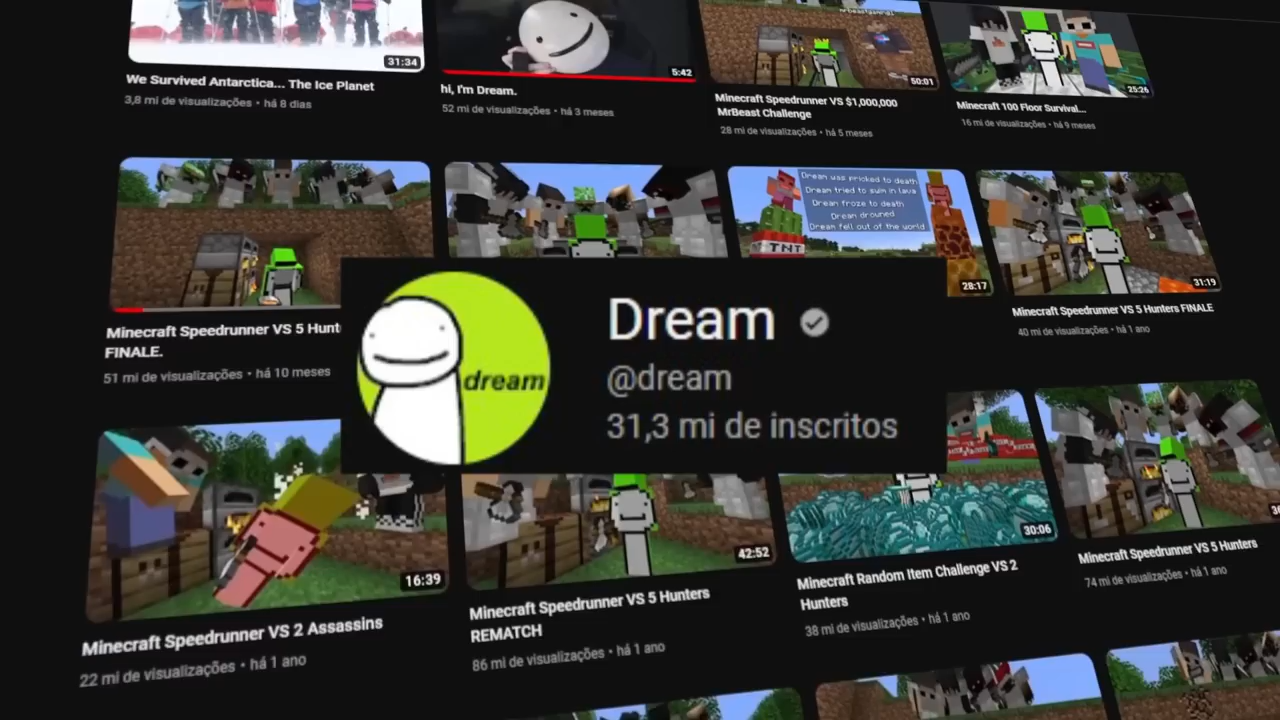 31:34
5:42
50:01
25:26
We Survived Antarctica... The Ice Planet
3,8 mi de visualizações • há 8 dias
hi, I'm Dream.
52 mi de visualizações • há 3 meses
Minecraft Speedrunner VS $1,000,000
MrBeast Challenge
28 mi de visualizações • há 5 meses
Minecraft 100 Floor Survival...
16 mi de visualizações • há 9 meses
Dream was pricked to death
Dream tried to swim in lava
Dream froze to death
Dream drowned
Dream fell out of the world
TNT
28:17
31:19
Minecraft Speedrunner VS 5 Hunt
FINALE.
51 mi de visualizações • há 10 meses
Minecraft Speedrunner VS 5 Hunters FINALE
40 mi de visualizações • há 1 ano
dream
Dream
@dream
31,3 mi de inscritos
16:39
42:52
30:06
Minecraft Speedrunner VS 2 Assassins
22 mi de visualizações • há 1 ano
Minecraft Speedrunner VS 5 Hunters
REMATCH
86 mi de visualizações • há 1 ano
Minecraft Random Item Challenge VS 2
Hunters
38 mi de visualizações • há 1 ano
Minecraft Speedrunner VS 5 Hunters
74 mi de visualizações • há 1 ano